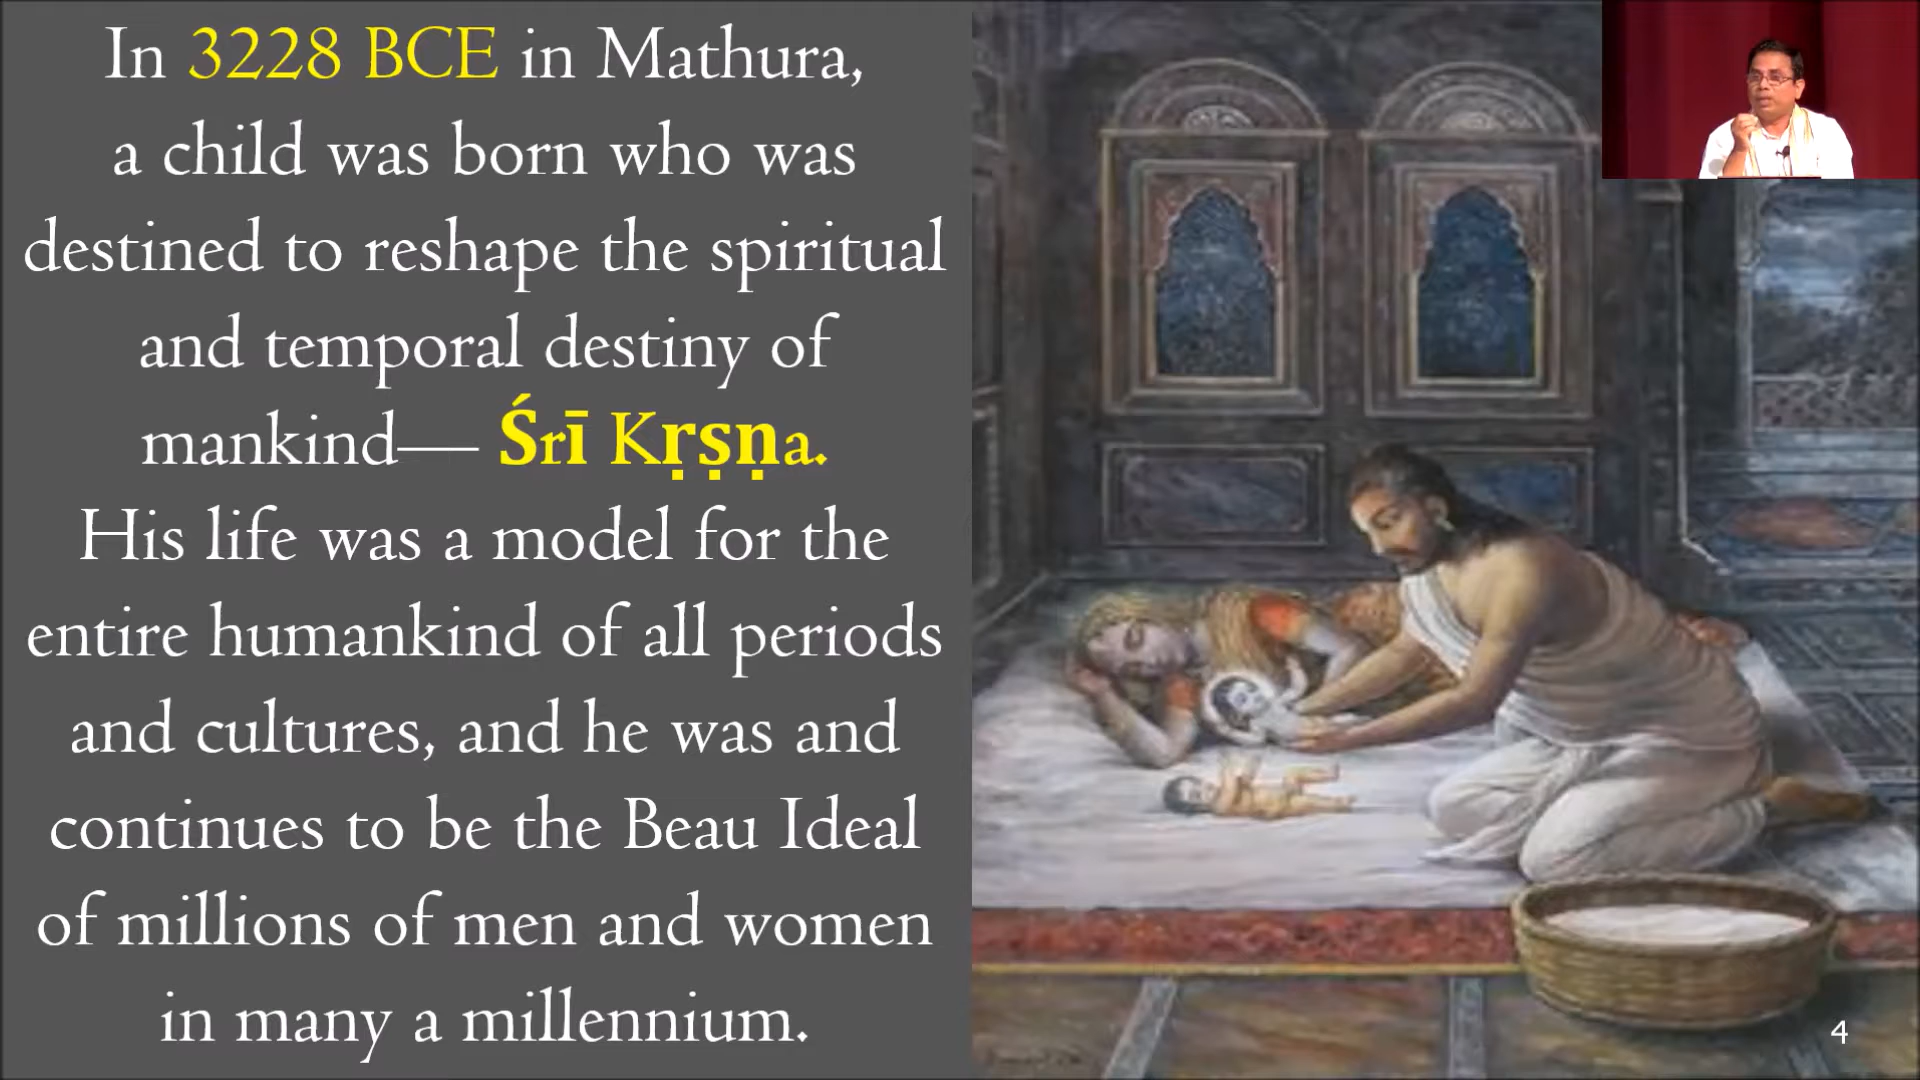 In 3228 BCE in Mathura,
a child was born who was
destined to reshape the spiritual
and temporal destiny of
mankind— Śrī Kṛṣṇa.
His life was a model for the
entire humankind of all periods
and cultures, and he was and
continues to be the Beau Ideal
of millions of men and women
in many a millennium.
4